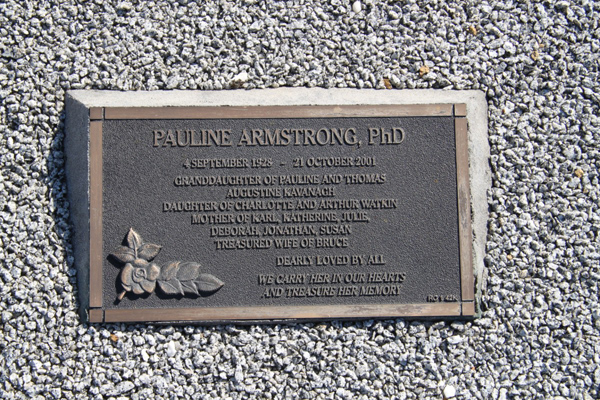 PAULINE ARMSTRONG, PhD
4 SEPTEMBER 1928 – 21 OCTOBER 2001
GRANDDAUGHTER OF PAULINE AND THOMAS
AUGUSTINE KAVANAGH
DAUGHTER OF CHARLOTTE AND ARTHUR WATKIN
MOTHER OF KARL, KATHERINE, JULIE,
DEBORAH, JONATHAN, SUSAN
TREASURED WIFE OF BRUCE
DEARLY LOVED BY ALL
WE CARRY HER IN OUR HEARTS
AND TREASURE HER MEMORY